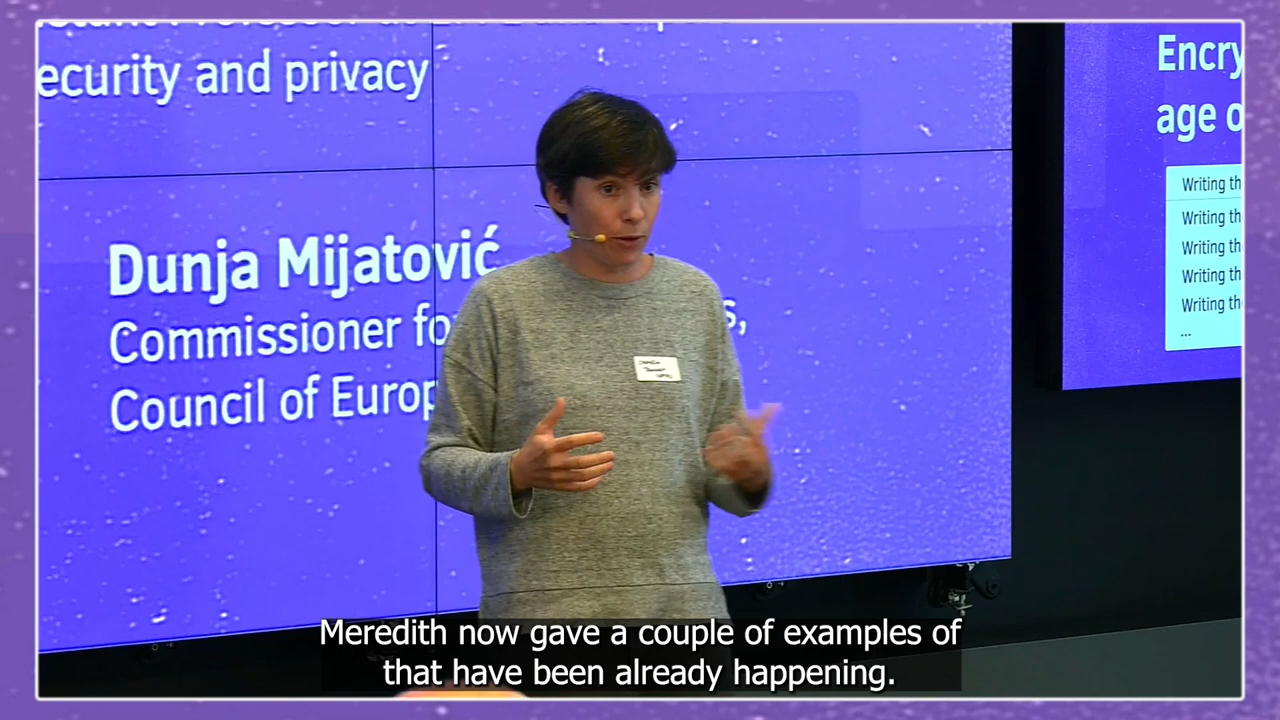 ecurity and privacy
Dunja Mijatović
Commissioner fo s,
Council of Europ
Encry
age o
Writing th
Writing th
Writing th
Writing th
Writing th
...
Meredith now gave a couple of examples of
that have been already happening.